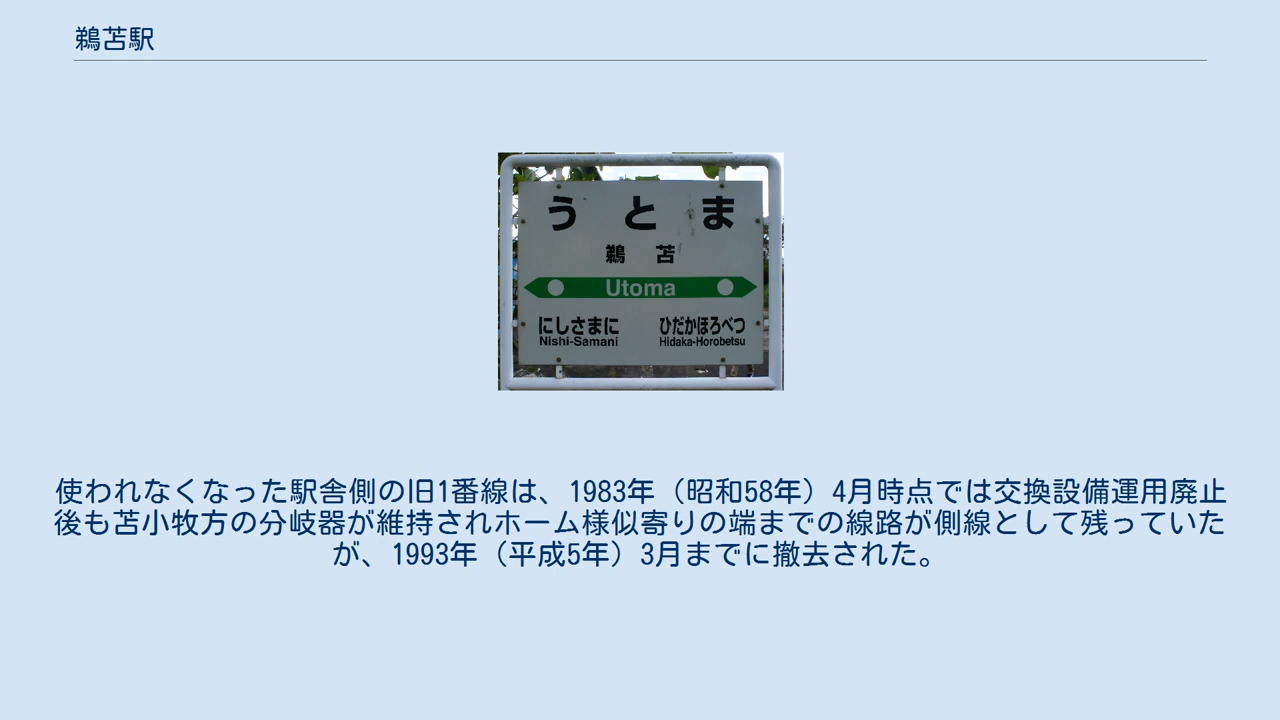 鵜苫駅
う と ま
鵜 苫
Utoma
にしさまに ひだかほろべつ
Nishi-Samani Hidaka-Horobetsu
使われなくなった駅舎側の旧1番線は、1983年（昭和58年）4月時点では交換設備運用廃止
後も苫小牧方の分岐器が維持されホーム様似寄りの端までの線路が側線として残っていた
が、1993年（平成5年）3月までに撤去された。